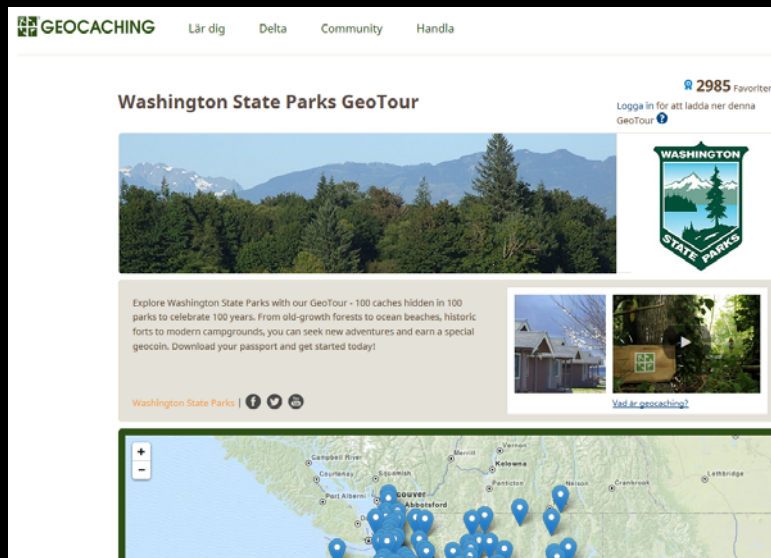 GEOCACHING
Lär dig Delta Community Handla
2985 Favoriter
Washington State Parks GeoTour
Logga in för att ladda ner denna
GeoTour ?
WASHINGTON
STATE PARKS
Explore Washington State Parks with our GeoTour - 100 caches hidden in 100
parks to celebrate 100 years. From old-growth forests to ocean beaches, historic
forts to modern campgrounds, you can seek new adventures and earn a special
geocoin. Download your passport and get started today!
Washington State Parks |
Vad är geocaching?
+
-
Campbell River
Courtenay
Squamish
Port Alberni
Abbotsford
Merrill
Vernon
Kelowna
Penticton
Nelson
Cranbrook
Lethbridge